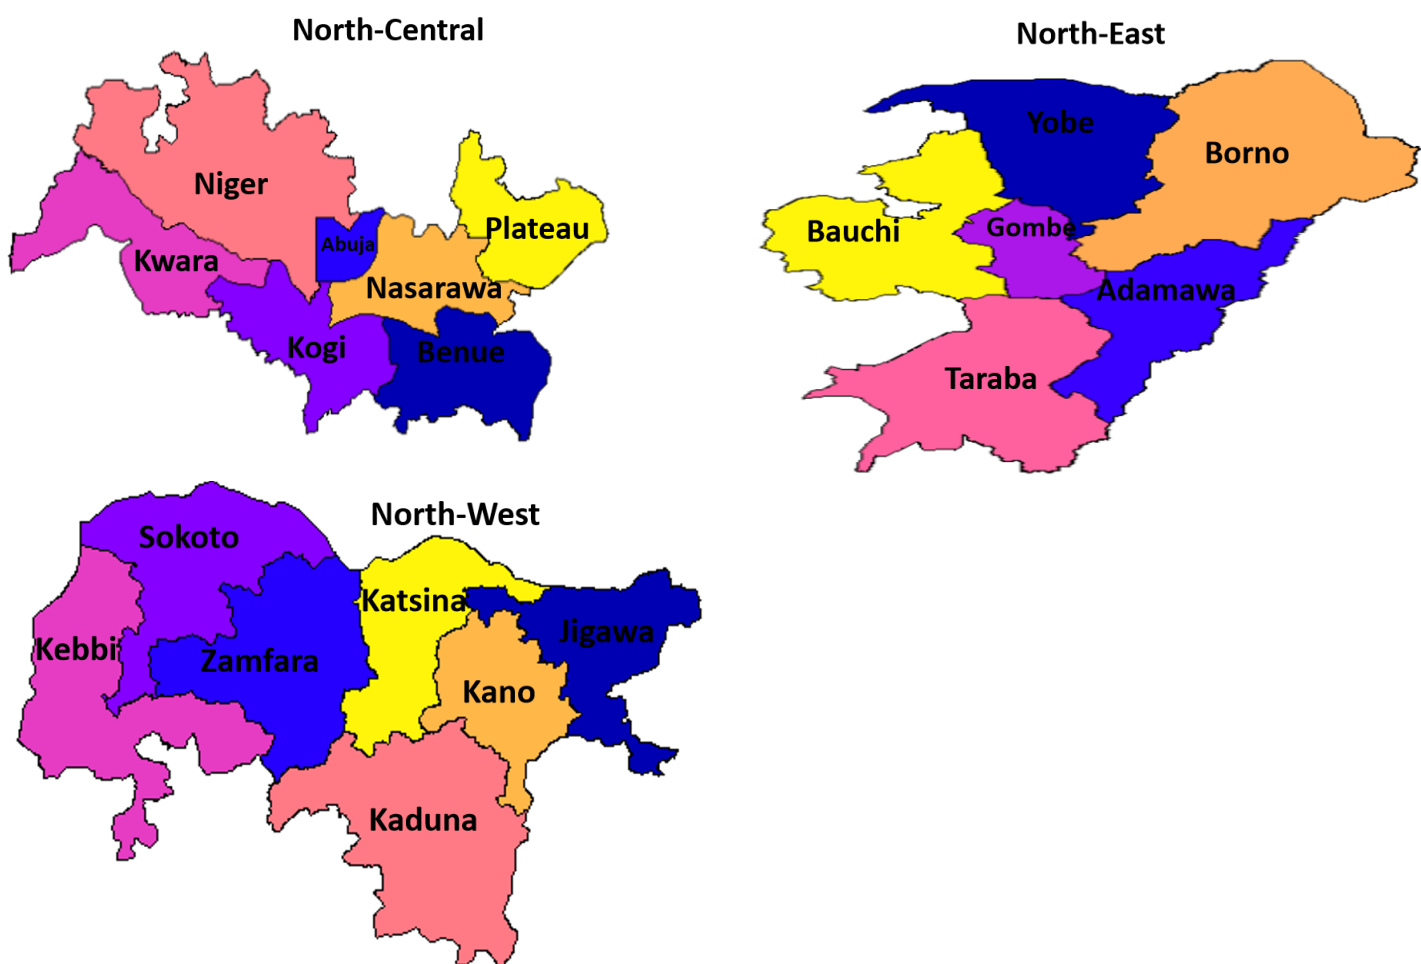 North-Central
Niger
Plateau
Abuja
Kwara
Nasarawa
Kogi
Benue
North-East
Yobe
Borno
Bauchi
Gombe
Adamawa
Taraba
North-West
Sokoto
Katsina
Jigawa
Kebbi
Zamfara
Kano
Kaduna